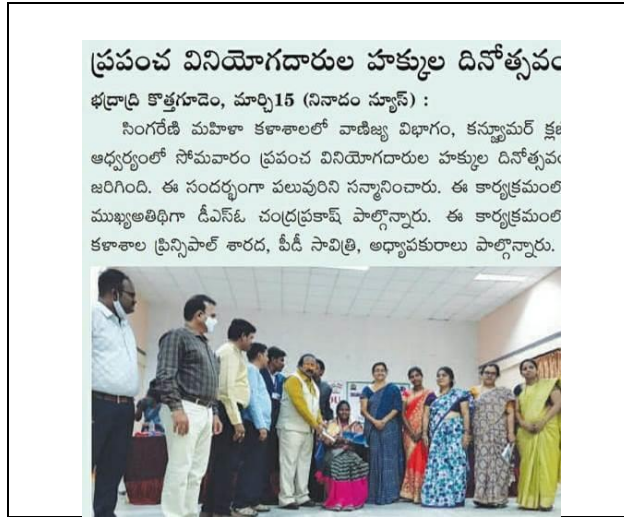 ప్రపంచ వినియోగదారుల హక్కుల దినోత్సవం
భద్రాద్రి కొత్తగూడెం, మార్చి15 (నినాదం న్యూస్) :
సింగరేణి మహిళా కళాశాలలో వాణిజ్య విభాగం, కన్జ్యూమర్ క్లబ్
ఆధ్వర్యంలో సోమవారం ప్రపంచ వినియోగదారుల హక్కుల దినోత్సవం
జరిగింది. ఈ సందర్భంగా పలువురిని సన్మానించారు. ఈ కార్యక్రమంలో
ముఖ్యఅతిథిగా డీఎస్ఓ చంద్రప్రకాష్ పాల్గొన్నారు. ఈ కార్యక్రమంలో
కళాశాల ప్రిన్సిపాల్ శారద, పీడీ సావిత్రి, అధ్యాపకురాలు పాల్గొన్నారు.